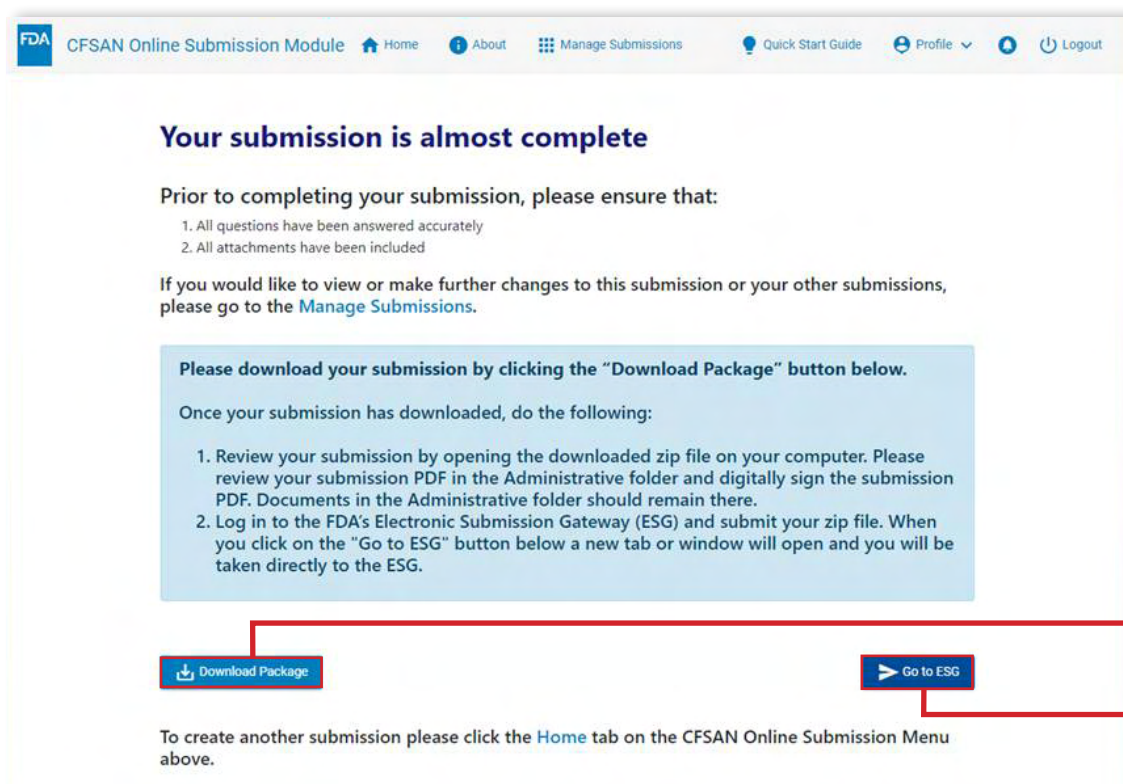 FDA CFSAN Online Submission Module Home About Manage Submissions Quick Start Guide Profile Logout
Your submission is almost complete
Prior to completing your submission, please ensure that:
1. All questions have been answered accurately
2. All attachments have been included
If you would like to view or make further changes to this submission or your other submissions,
please go to the Manage Submissions.
Please download your submission by clicking the “Download Package” button below.
Once your submission has downloaded, do the following:
1. Review your submission by opening the downloaded zip file on your computer. Please
review your submission PDF in the Administrative folder and digitally sign the submission
PDF. Documents in the Administrative folder should remain there.
2. Log in to the FDA's Electronic Submission Gateway (ESG) and submit your zip file. When
you click on the "Go to ESG" button below a new tab or window will open and you will be
taken directly to the ESG.
Download Package Go to ESG
To create another submission please click the Home tab on the CFSAN Online Submission Menu
above.